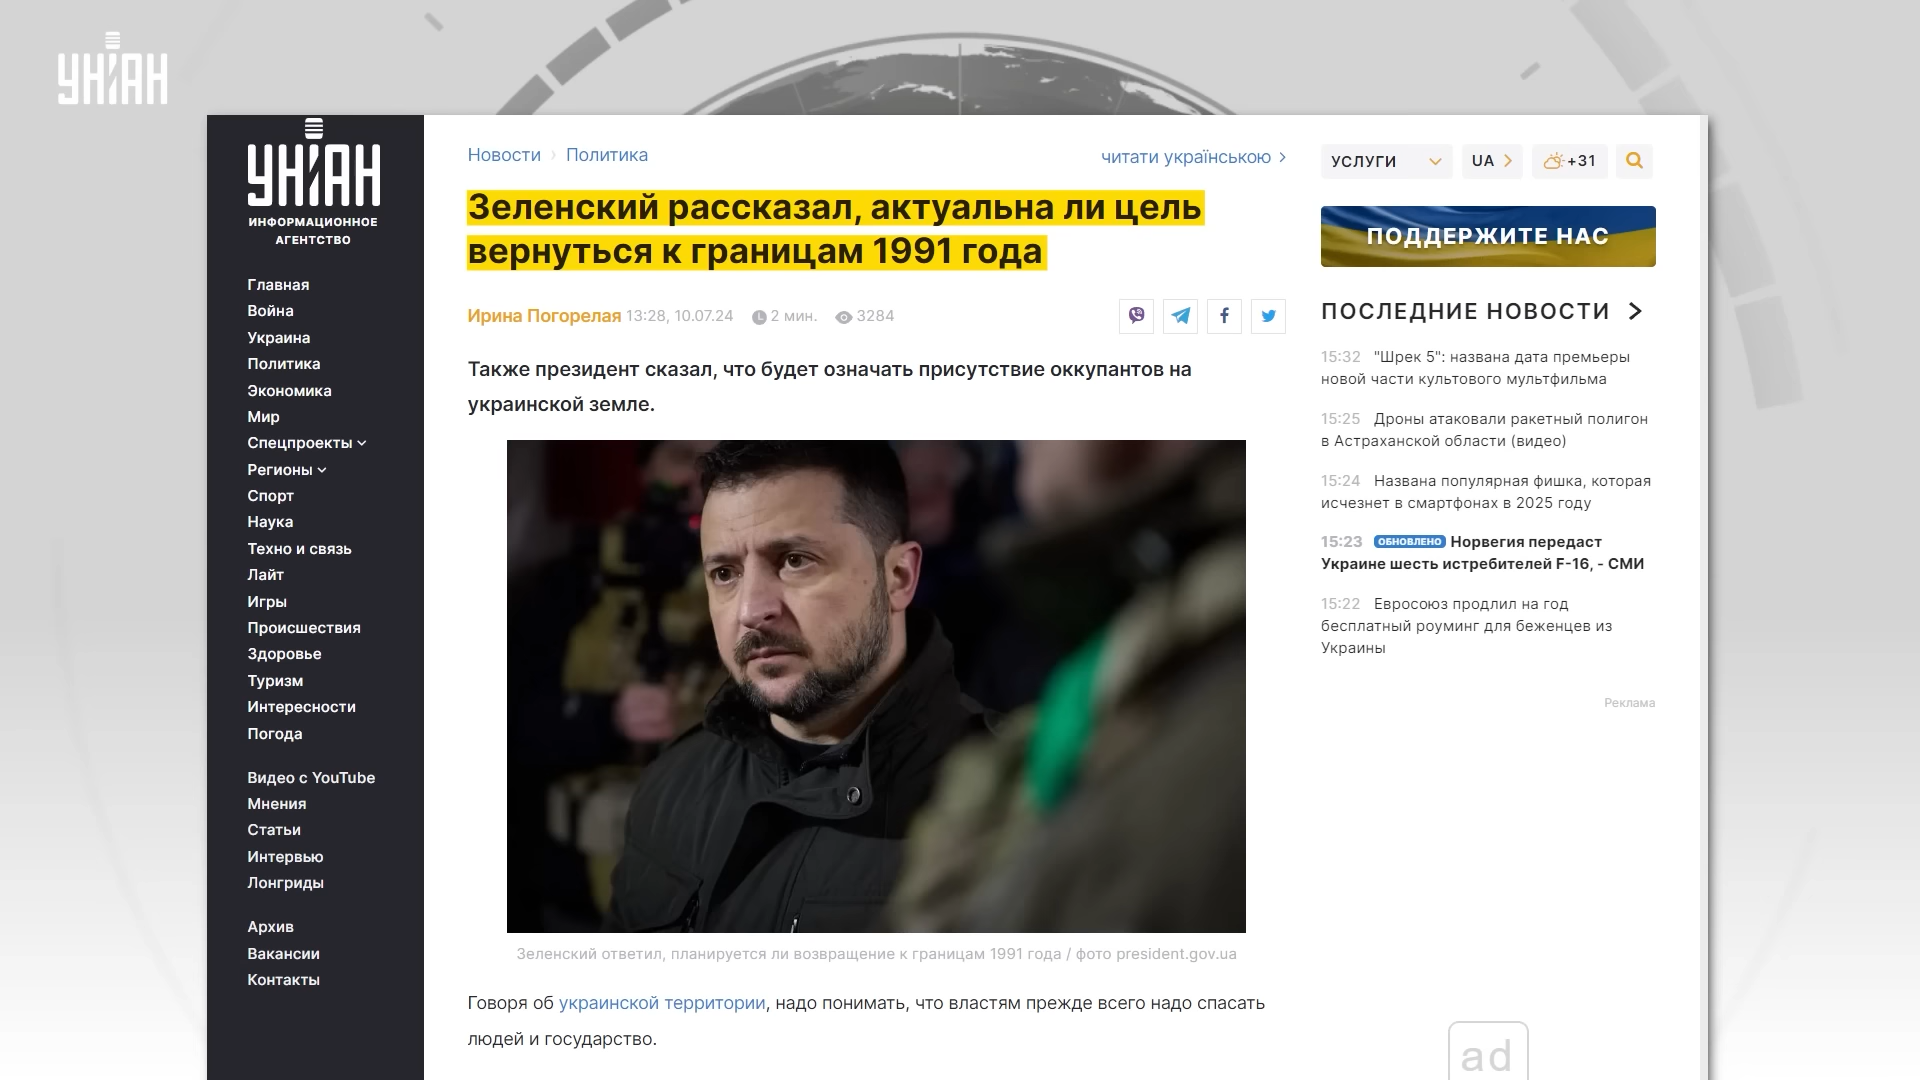 УНІАН
УНІАН
ИНФОРМАЦИОННОЕ
АГЕНТСТВО
Главная
Война
Украина
Политика
Экономика
Мир
Спецпроекты
Регионы
Спорт
Наука
Техно и связь
Лайт
Игры
Происшествия
Здоровье
Туризм
Интересности
Погода
Видео с YouTube
Мнения
Статьи
Интервью
Лонгриды
Архив
Вакансии
Контакты
Новости › Политика
читати українською
Зеленский рассказал, актуальна ли цель
вернуться к границам 1991 года
Ирина Погорелая 13:28, 10.07.24 2 мин. 3284
Также президент сказал, что будет означать присутствие оккупантов на
украинской земле.
Зеленский ответил, планируется ли возвращение к границам 1991 года / фото president.gov.ua
Говоря об украинской территории, надо понимать, что властям прежде всего надо спасать
людей и государство.
УСЛУГИ UA +31
ПОДДЕРЖИТЕ НАС
ПОСЛЕДНИЕ НОВОСТИ
15:32 "Шрек 5": названа дата премьеры
новой части культового мультфильма
15:25 Дроны атаковали ракетный полигон
в Астраханской области (видео)
15:24 Названа популярная фишка, которая
исчезнет в смартфонах в 2025 году
15:23 ОБНОВЛЕНО Норвегия передаст
Украине шесть истребителей F-16, - СМИ
15:22 Евросоюз продлил на год
бесплатный роуминг для беженцев из
Украины
Реклама
ad